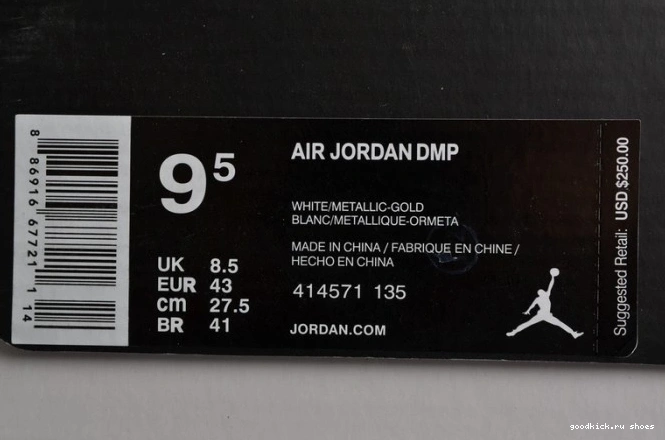 8 86916 67721 1 14
9 5
UK 8.5
EUR 43
cm 27.5
BR 41
AIR JORDAN DMP
WHITE/METALLIC-GOLD
BLANC/METALLIQUE-ORMETA
MADE IN CHINA / FABRIQUE EN CHINE /
HECHO EN CHINA
414571 135
JORDAN.COM
Suggested Retail: USD $250.00
goodkick.ru shoes